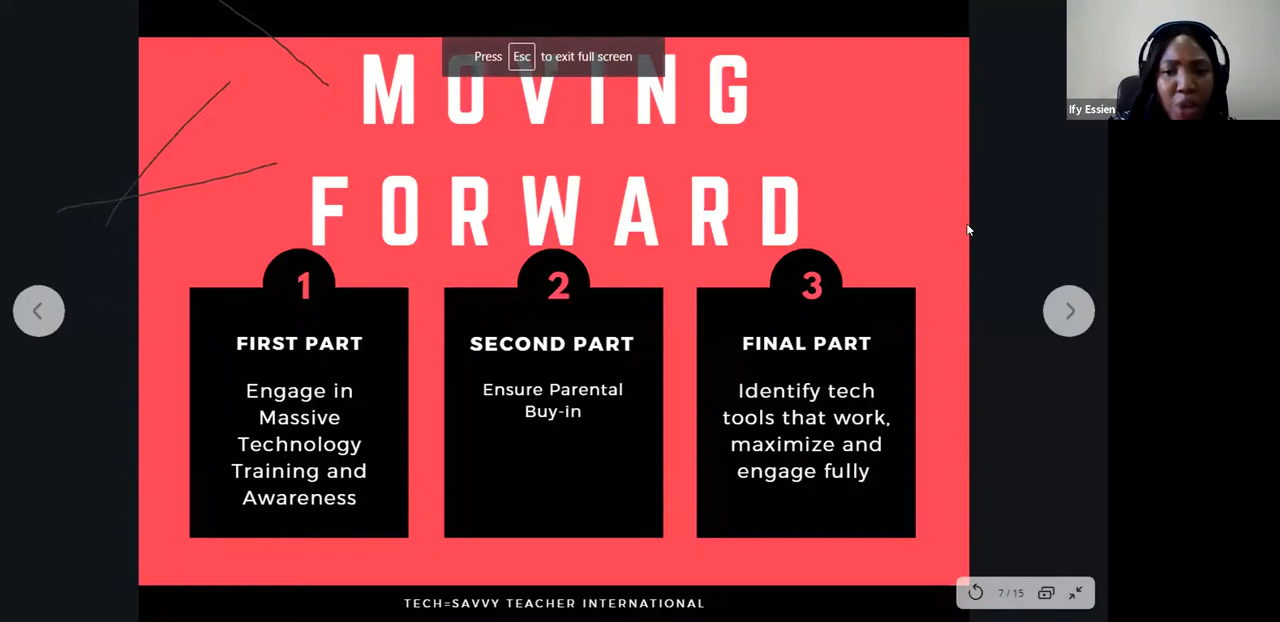 Press Esc to exit full screen
Ify Essien
MOVING
FORWARD
1
FIRST PART
Engage in
Massive
Technology
Training and
Awareness
2
SECOND PART
Ensure Parental
Buy-in
3
FINAL PART
Identify tech
tools that work,
maximize and
engage fully
7 / 15
TECH=SAVVY TEACHER INTERNATIONAL